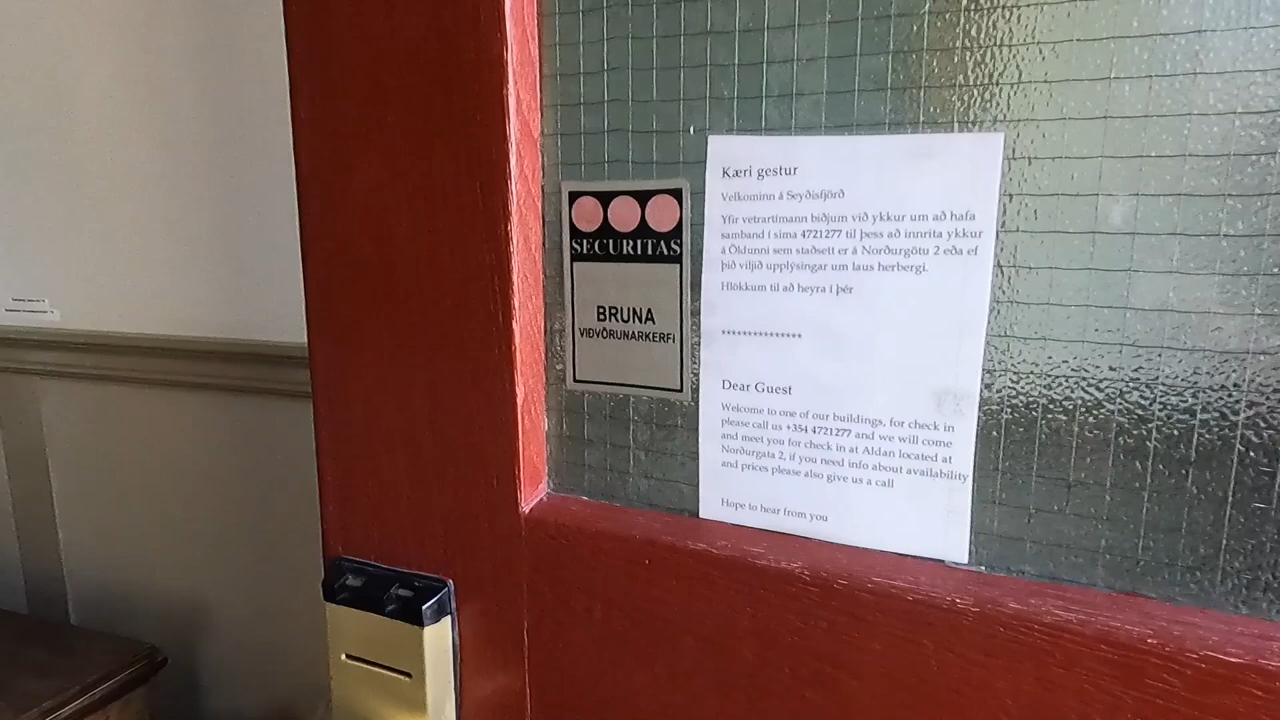 SECURITAS
BRUNA
VIÐVÖRUNARKERFI
Kæri gestur
Velkominn á Seyðisfjörð
Yfir vetrartímann biðjum við ykkur um að hafa
samband í síma 4721277 til þess að innrita ykkur
á Öldunni sem staðsett er á Norðurgötu 2 eða ef
þið viljið upplýsingar um laus herbergi.
Hlökkum til að heyra í þér
***************
Dear Guest
Welcome to one of our buildings, for check in
please call us +354 4721277 and we will come
and meet you for check in at Aldan located at
Norðurgata 2, if you need info about availability
and prices please also give us a call
Hope to hear from you